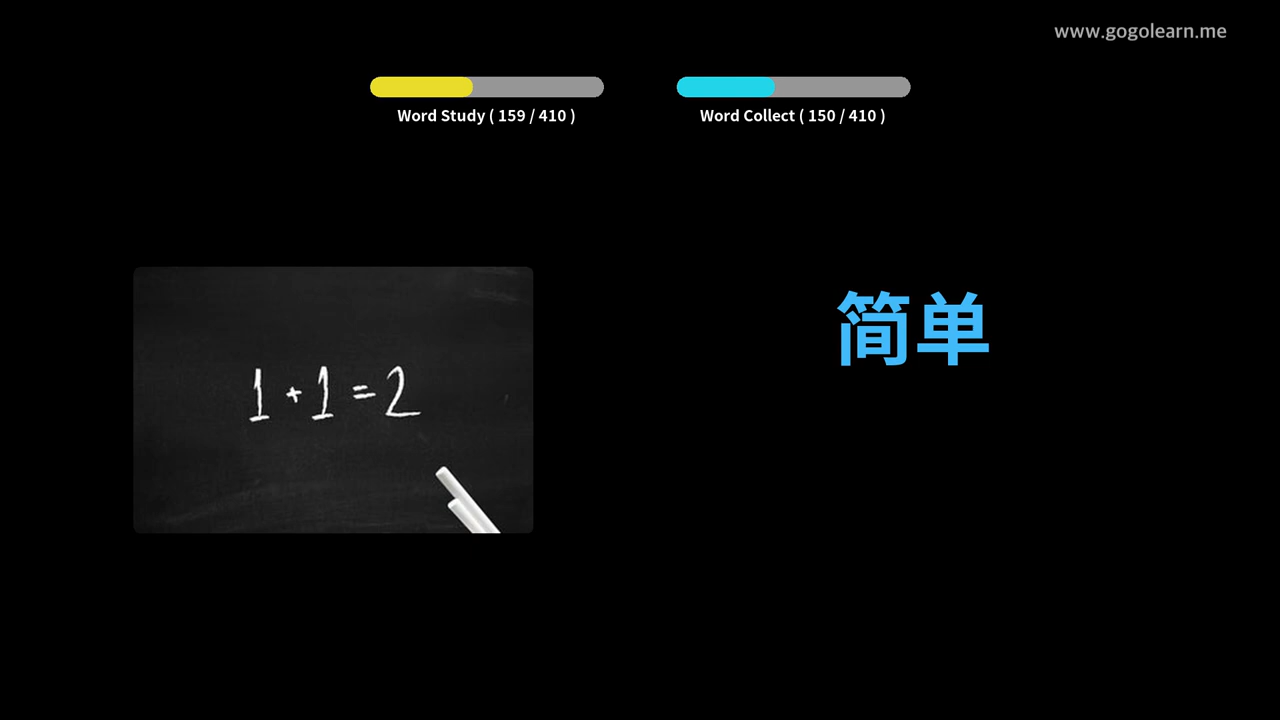 www.gogolearn.me
Word Study ( 159 / 410 )
Word Collect ( 150 / 410 )
简单
1 + 1 = 2